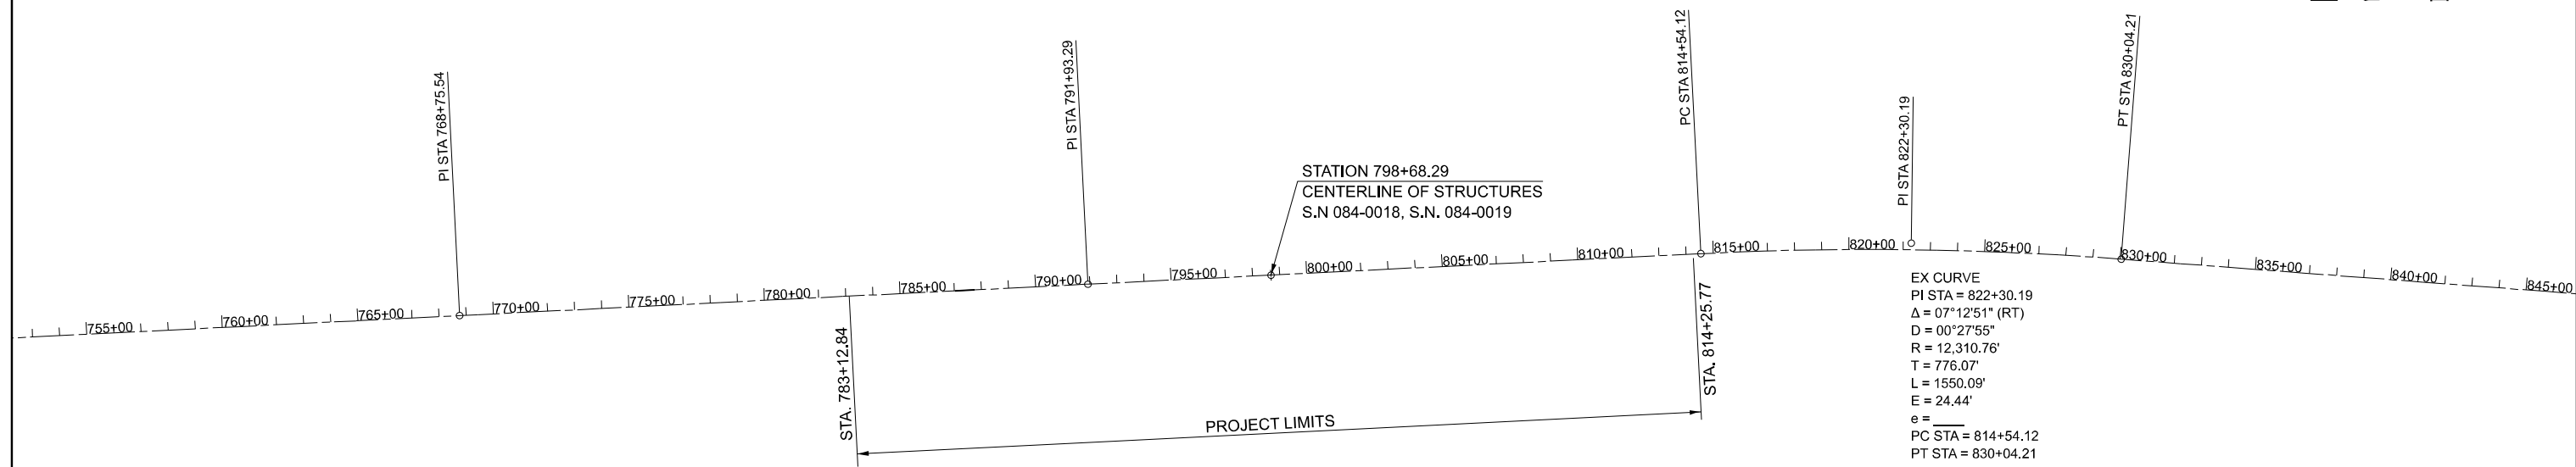 PI STA 768+75.54
PI STA 791+93.29
PC STA 814+54.12
PI STA 822+30.19
PT STA 830+04.21
STATION 798+68.29
CENTERLINE OF STRUCTURES
S.N 084-0018, S.N. 084-0019
755+00
760+00
765+00
770+00
775+00
780+00
785+00
790+00
795+00
800+00
805+00
810+00
815+00
820+00
825+00
830+00
835+00
840+00
845+00
STA. 783+12.84
PROJECT LIMITS
STA. 814+25.77
EX CURVE
PI STA = 822+30.19
Δ = 07°12'51" (RT)
D = 00°27'55"
R = 12,310.76'
T = 776.07'
L = 1550.09'
E = 24.44'
e = ____
PC STA = 814+54.12
PT STA = 830+04.21